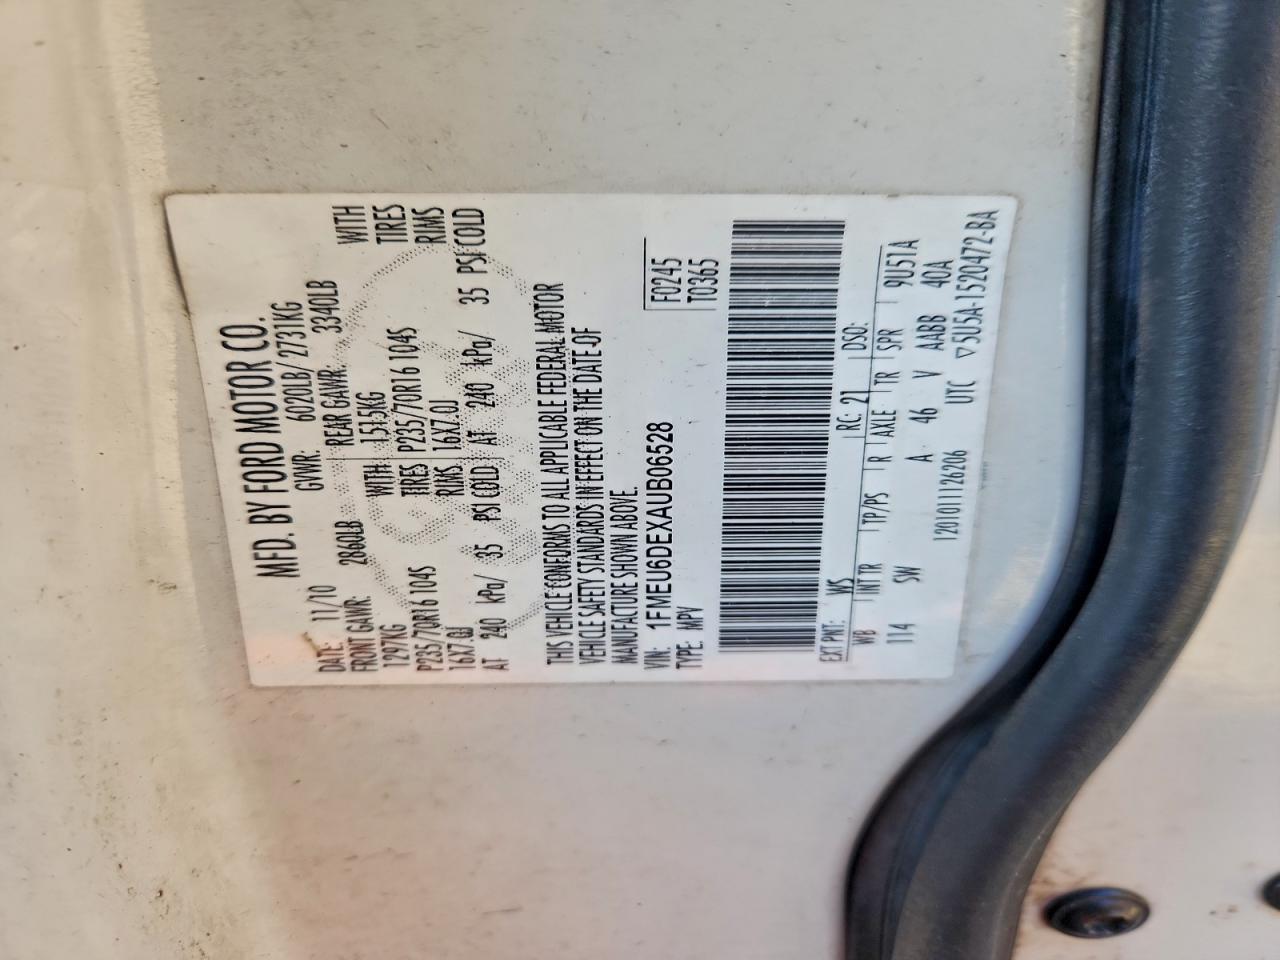 MFD. BY FORD MOTOR CO.
DATE: 11/10 GVWR: 6020LB/2731KG
FRONT GAWR: 2860LB REAR GAWR: 3340LB
1297KG WITH 1515KG WITH
P235/70R16 104S TIRES P235/70R16 104S TIRES
16X7.0J RIMS 16X7.0J RIMS
AT 240 kPa/ 35 PSI COLD AT 240 kPa/ 35 PSI COLD
THIS VEHICLE CONFORMS TO ALL APPLICABLE FEDERAL MOTOR
VEHICLE SAFETY STANDARDS IN EFFECT ON THE DATE OF
MANUFACTURE SHOWN ABOVE.
VIN: 1FMEU6DEXAUB06528 F0245
TYPE: MPV T0365
EXT PNT: WS RC: 21 DSO:
WB INT TR TP/PS R AXLE TR SPR 9U57A
114 SW A 46 V AABB 40A
120101126206 UTC ▽5U5A-1520472-BA